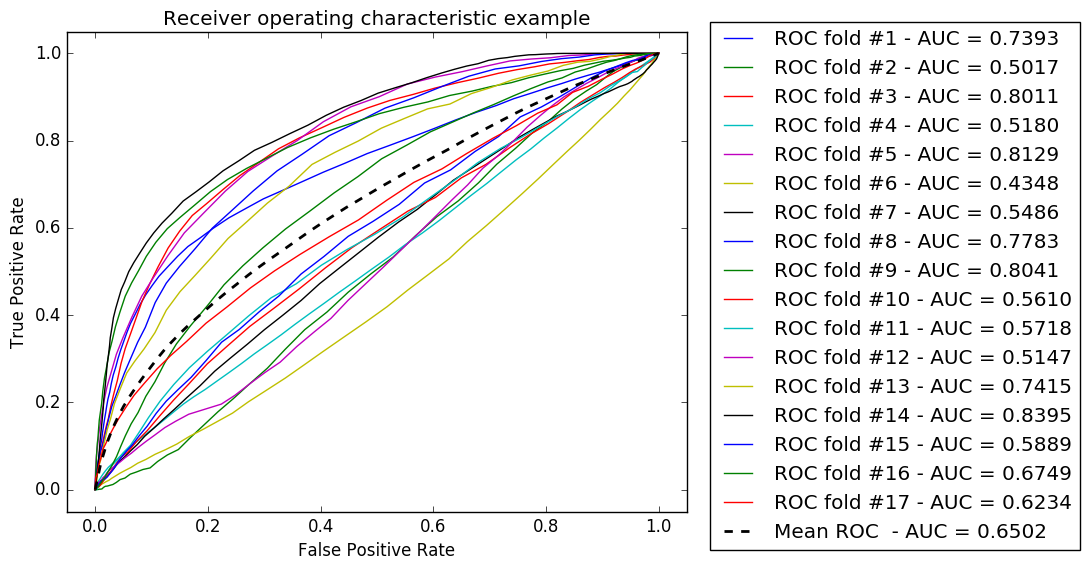 Receiver operating characteristic example
True Positive Rate
1.0
0.8
0.6
0.4
0.2
0.0
0.0 0.2 0.4 0.6 0.8 1.0
False Positive Rate
ROC fold #1 - AUC = 0.7393
ROC fold #2 - AUC = 0.5017
ROC fold #3 - AUC = 0.8011
ROC fold #4 - AUC = 0.5180
ROC fold #5 - AUC = 0.8129
ROC fold #6 - AUC = 0.4348
ROC fold #7 - AUC = 0.5486
ROC fold #8 - AUC = 0.7783
ROC fold #9 - AUC = 0.8041
ROC fold #10 - AUC = 0.5610
ROC fold #11 - AUC = 0.5718
ROC fold #12 - AUC = 0.5147
ROC fold #13 - AUC = 0.7415
ROC fold #14 - AUC = 0.8395
ROC fold #15 - AUC = 0.5889
ROC fold #16 - AUC = 0.6749
ROC fold #17 - AUC = 0.6234
Mean ROC  - AUC = 0.6502